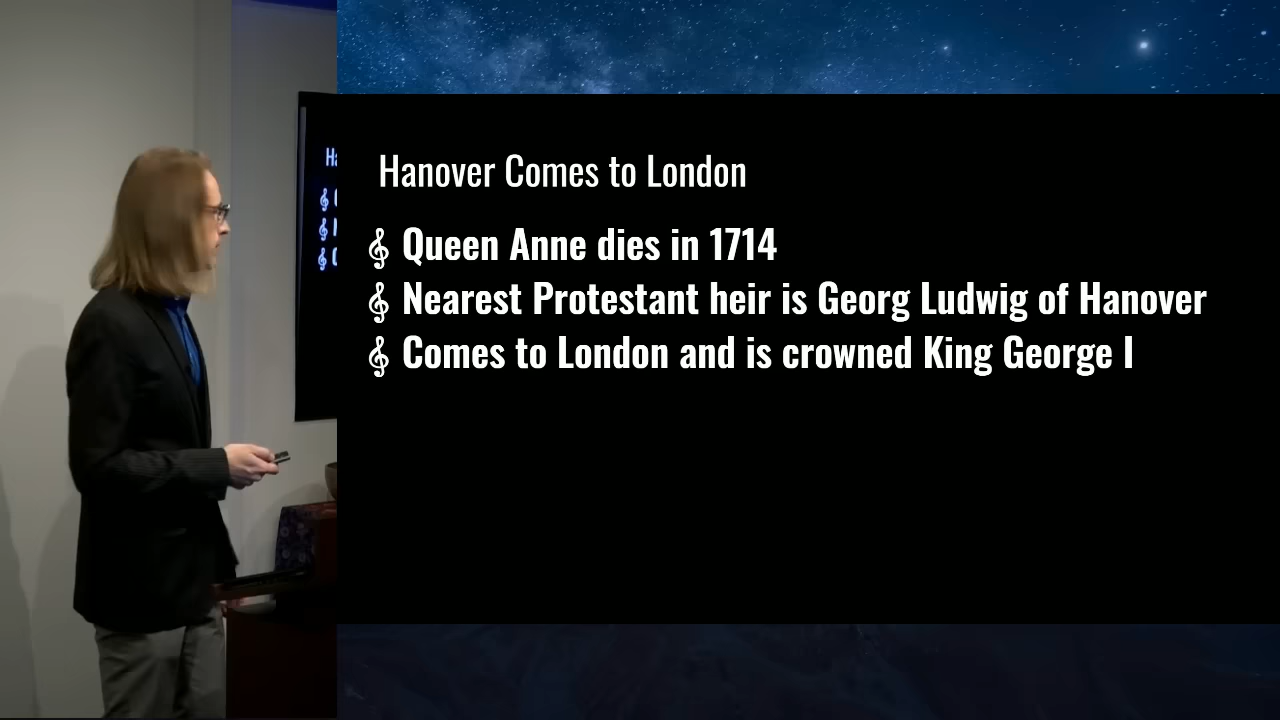 Hanover Comes to London
Queen Anne dies in 1714
Nearest Protestant heir is Georg Ludwig of Hanover
Comes to London and is crowned King George I
Ha